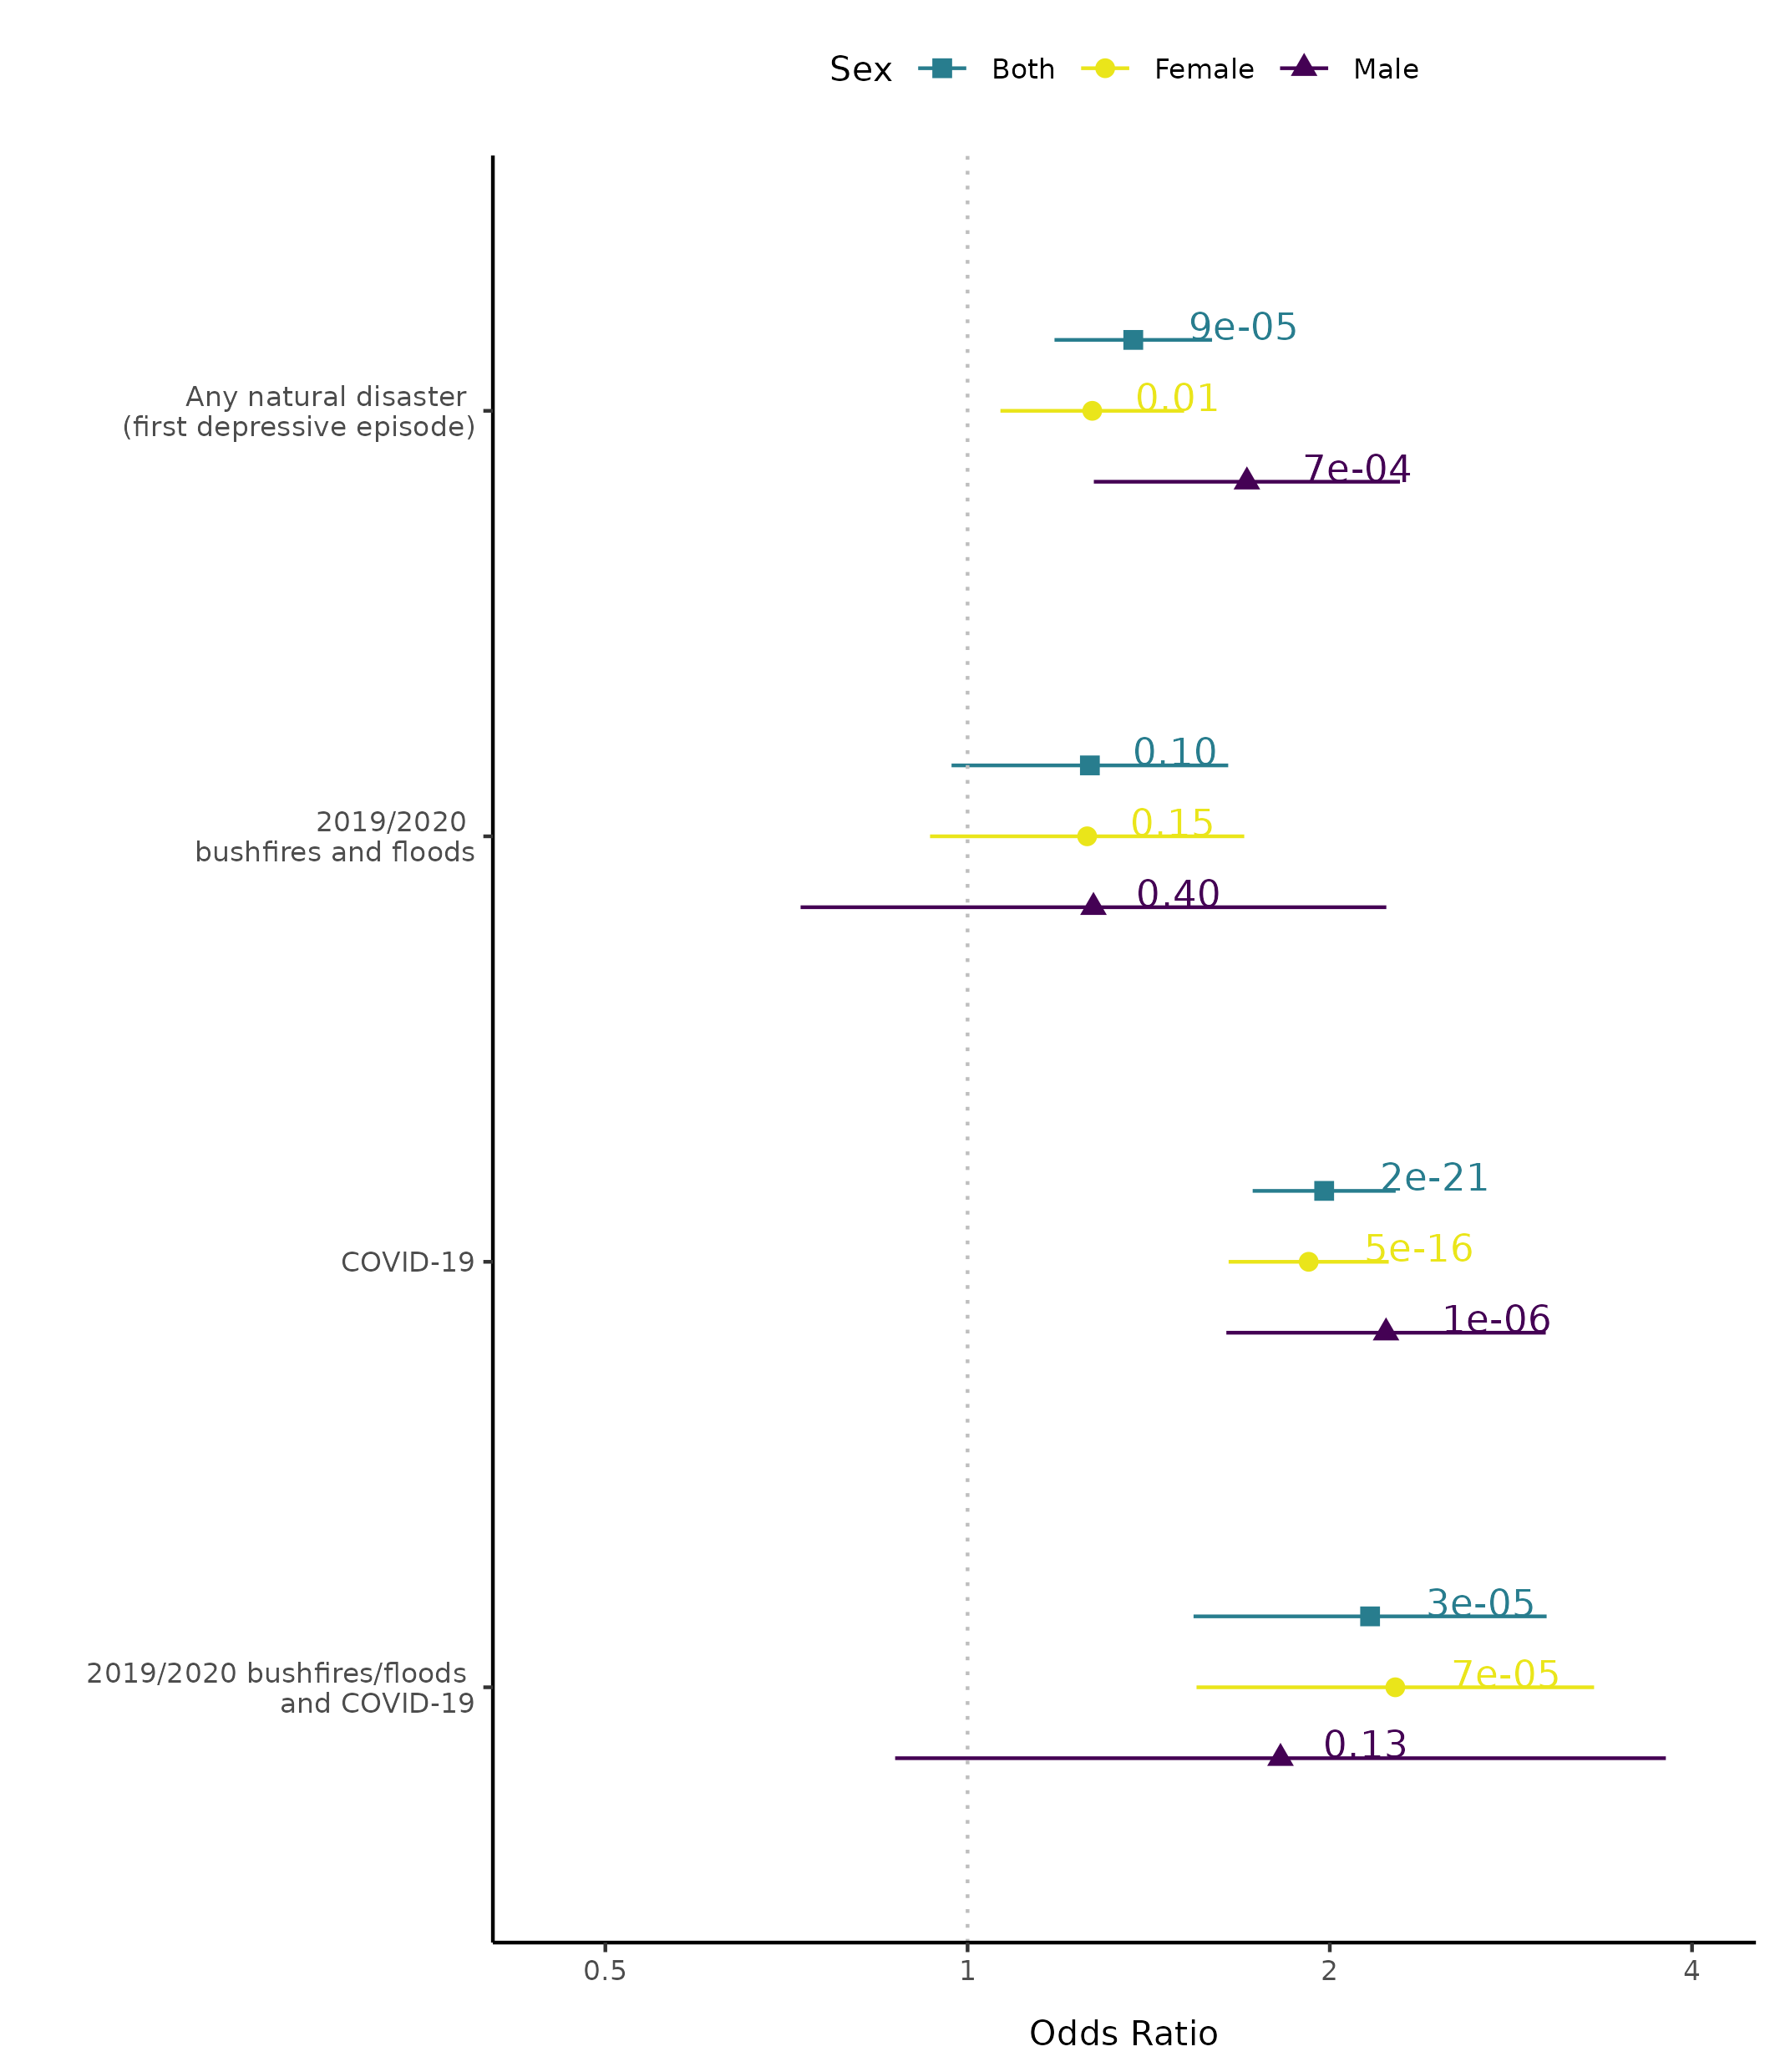 Sex Both Female Male
9e-05
Any natural disaster
(first depressive episode)
0.01
7e-04
0.10
2019/2020
bushfires and floods
0.15
0.40
2e-21
COVID-19
5e-16
1e-06
3e-05
2019/2020 bushfires/floods
and COVID-19
7e-05
0.13
0.5 1 2 4
Odds Ratio